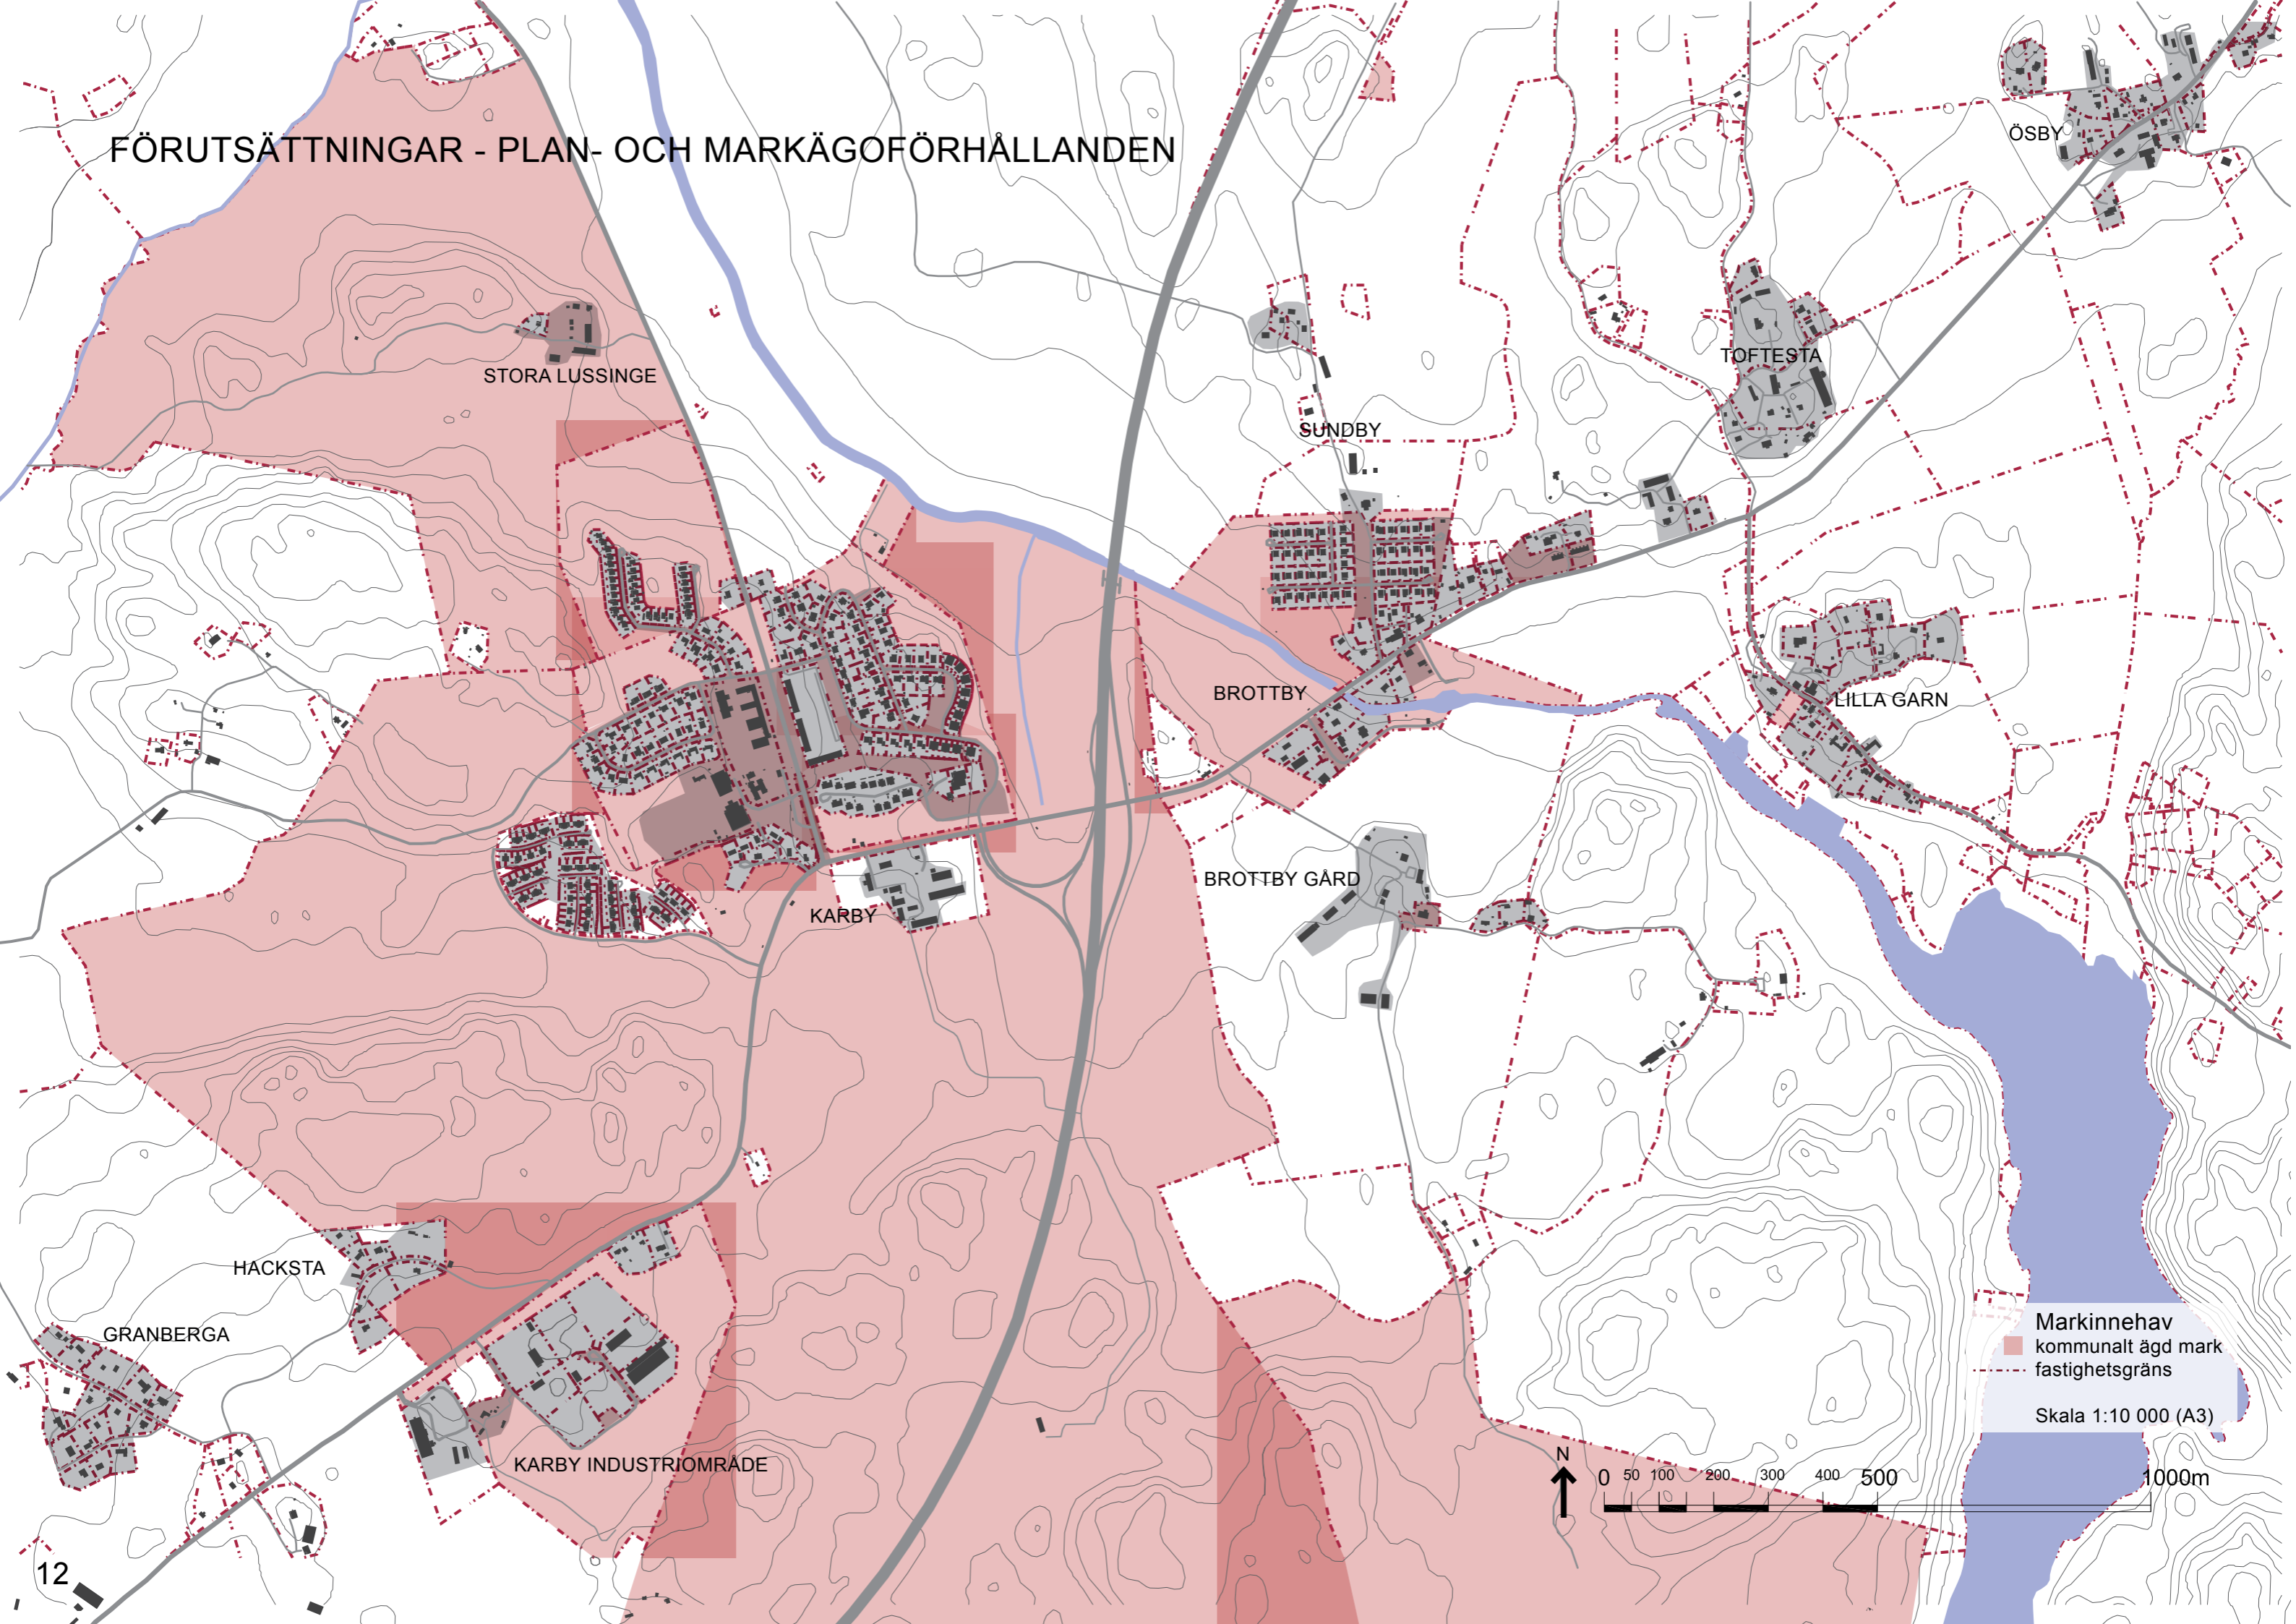 ÖSBY
FÖRUTSÄTTNINGAR - PLAN- OCH MARKÄGOFÖRHÅLLANDEN
TOFTESTA
STORA LUSSINGE
SUNDBY
BROTTBY
LILLA GARN
BROTTBY GÅRD
KARBY
HACKSTA
GRANBERGA
Markinnehav
kommunalt ägd mark
fastighetsgräns
Skala 1:10 000 (A3)
KARBY INDUSTRIOMRÅDE
N
0 50 100 200 300 400 500 1000m
12